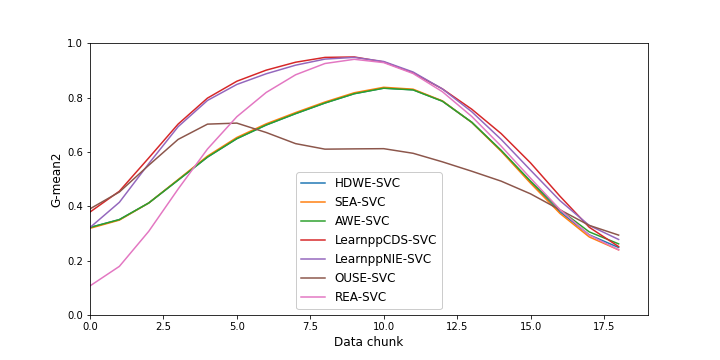 1.0
0.8
0.6
0.4
0.2
0.0
G-mean2
HDWE-SVC
SEA-SVC
AWE-SVC
LearnppCDS-SVC
LearnppNIE-SVC
OUSE-SVC
REA-SVC
0.0 2.5 5.0 7.5 10.0 12.5 15.0 17.5
Data chunk